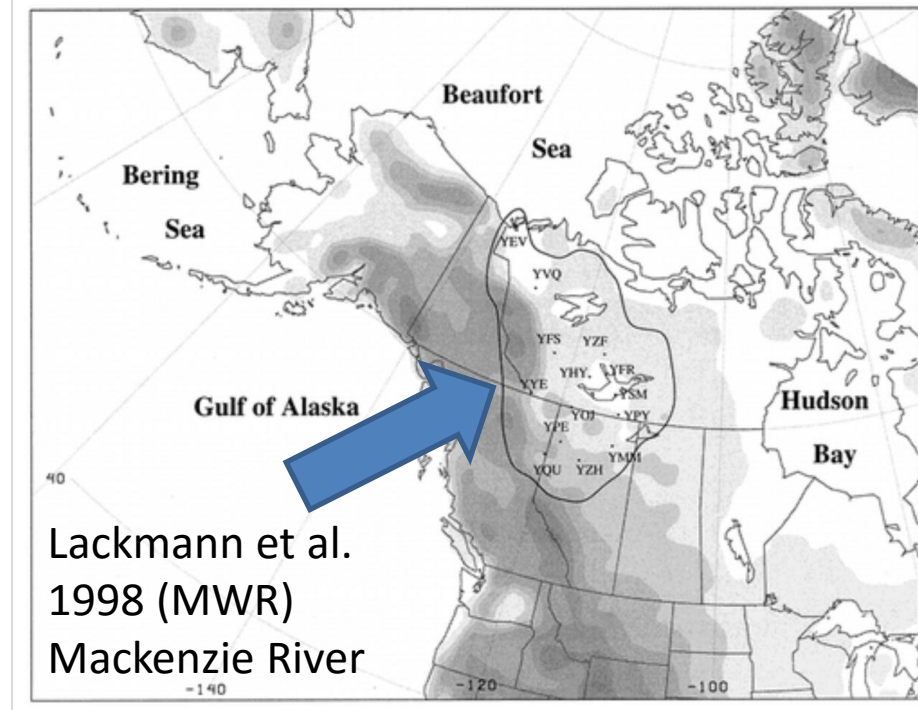 Beaufort
Sea
Bering
Sea
YEV
YVQ
YFS YZF
YHY YFR
YYE YSM
Gulf of Alaska
YOJ YPY
Hudson
Bay
YPE
YMM
YQU YZH
40
Lackmann et al.
1998 (MWR)
Mackenzie River
-140 -120 -100